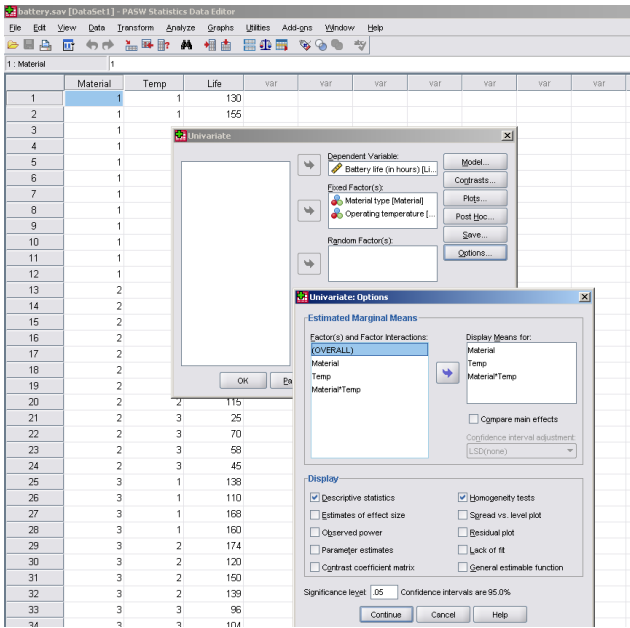 battery.sav [DataSet1] - PASW Statistics Data Editor
File Edit View Data Transform Analyze Graphs Utilities Add-ons Window Help
1 : Material 1
Material Temp Life var var var var var var var
1 1 1 130
2 1 1 155
3 1
4 1
5 1
6 1
7 1
8 1
9 1
10 1
11 1
12 1
13 2
14 2
15 2
16 2
17 2
18 2
19 2
20 2 2 115
21 2 3 25
22 2 3 70
23 2 3 58
24 2 3 45
25 3 1 138
26 3 1 110
27 3 1 168
28 3 1 160
29 3 2 174
30 3 2 120
31 3 2 150
32 3 2 139
33 3 3 96
34 3 3 104
Univariate
Dependent Variable:
Battery life (in hours) [Li...
Fixed Factor(s):
Material type [Material]
Operating temperature [...
Random Factor(s):
Model...
Contrasts...
Plots...
Post Hoc...
Save...
Options...
OK Pa
Univariate: Options
Estimated Marginal Means
Factor(s) and Factor Interactions: Display Means for:
(OVERALL) Material
Material Temp
Temp Material*Temp
Material*Temp
Compare main effects
Confidence interval adjustment:
LSD(none)
Display
Descriptive statistics Homogeneity tests
Estimates of effect size Spread vs. level plot
Observed power Residual plot
Parameter estimates Lack of fit
Contrast coefficient matrix General estimable function
Significance level: .05 Confidence intervals are 95.0%
Continue Cancel Help